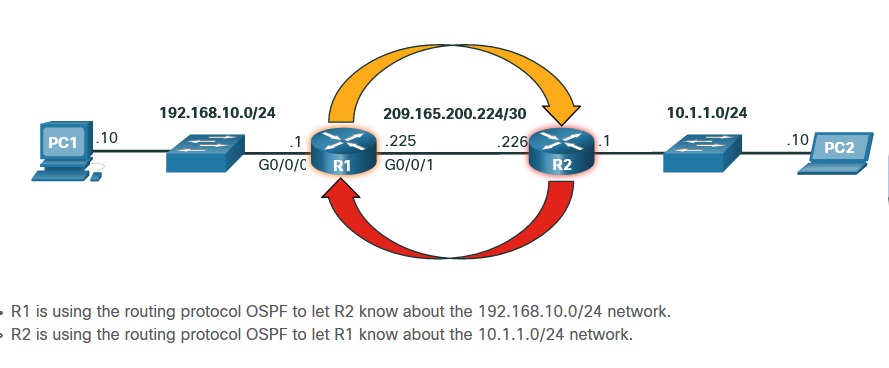 192.168.10.0/24
209.165.200.224/30
10.1.1.0/24
PC1
.10
.1
.225
.226
.1
.10
PC2
G0/0/0
R1
G0/0/1
R2
• R1 is using the routing protocol OSPF to let R2 know about the 192.168.10.0/24 network.
• R2 is using the routing protocol OSPF to let R1 know about the 10.1.1.0/24 network.